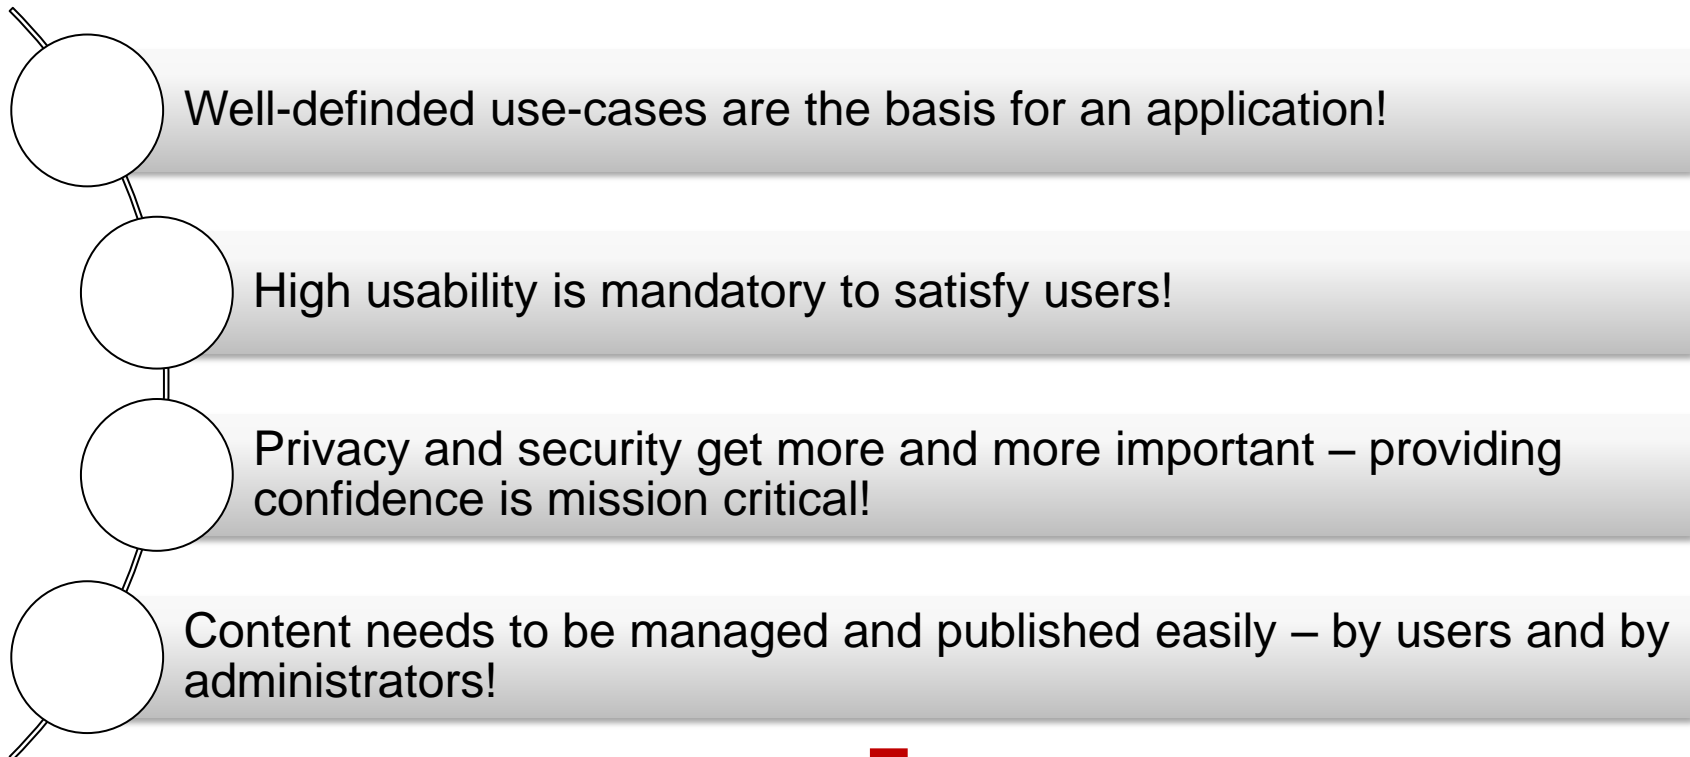 Well-definded use-cases are the basis for an application!
High usability is mandatory to satisfy users!
Privacy and security get more and more important – providing
confidence is mission critical!
Content needs to be managed and published easily – by users and by
administrators!